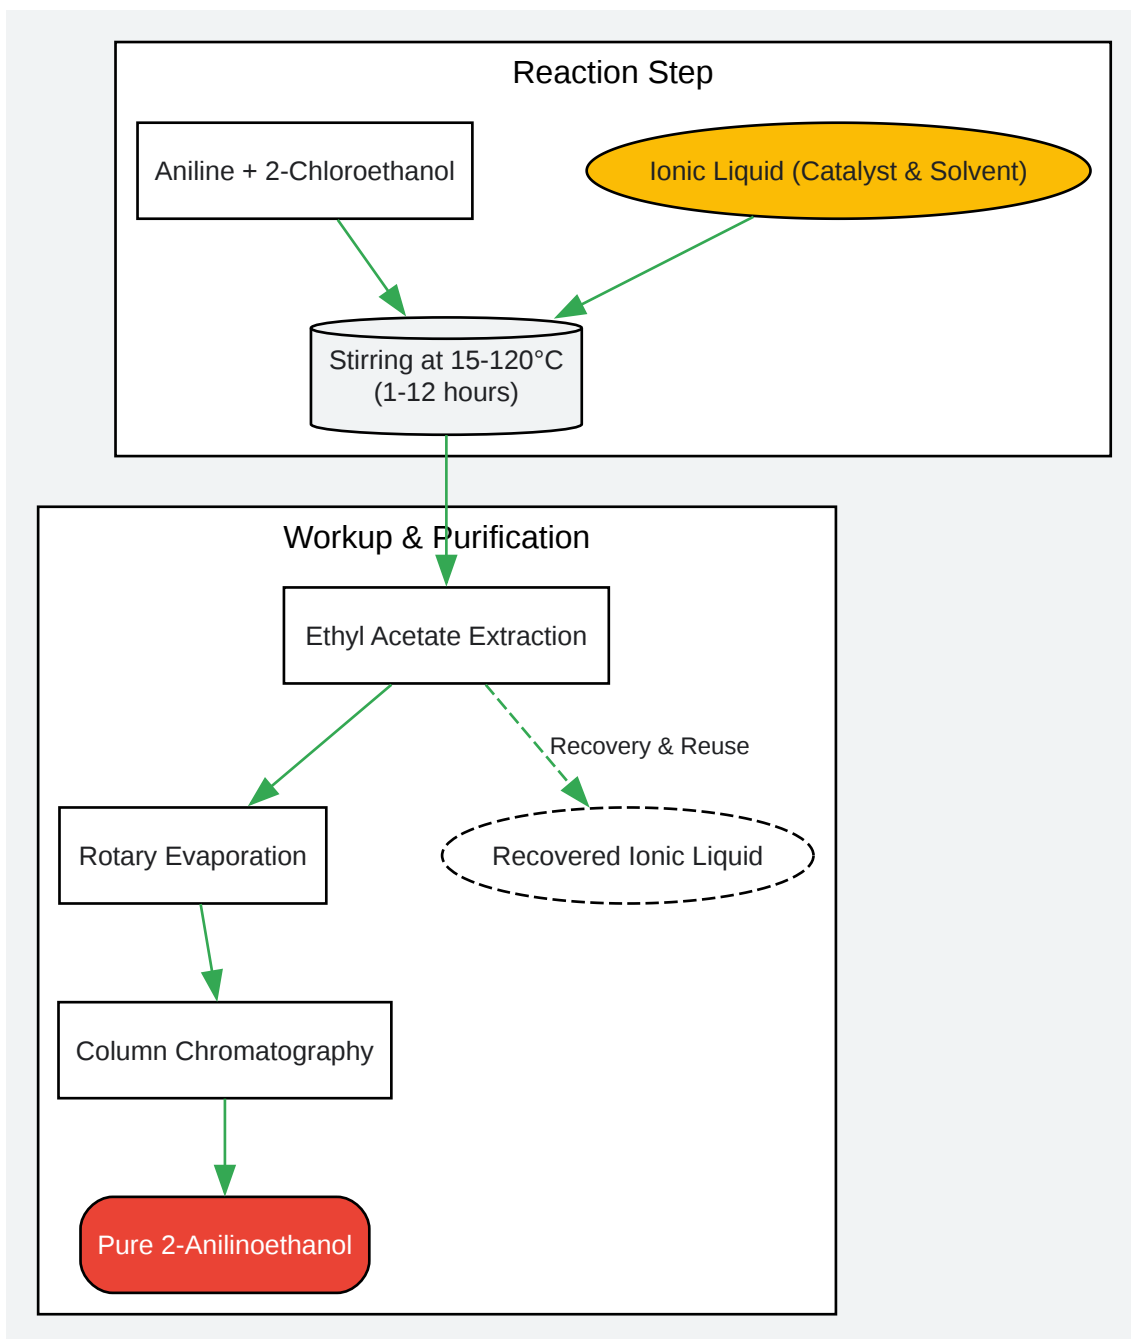 Reaction Step
Aniline + 2-Chloroethanol
Ionic Liquid (Catalyst & Solvent)
Stirring at 15-120°C
(1-12 hours)
Workup & Purification
Ethyl Acetate Extraction
Recovery & Reuse
Rotary Evaporation
Recovered Ionic Liquid
Column Chromatography
Pure 2-Anilinoethanol